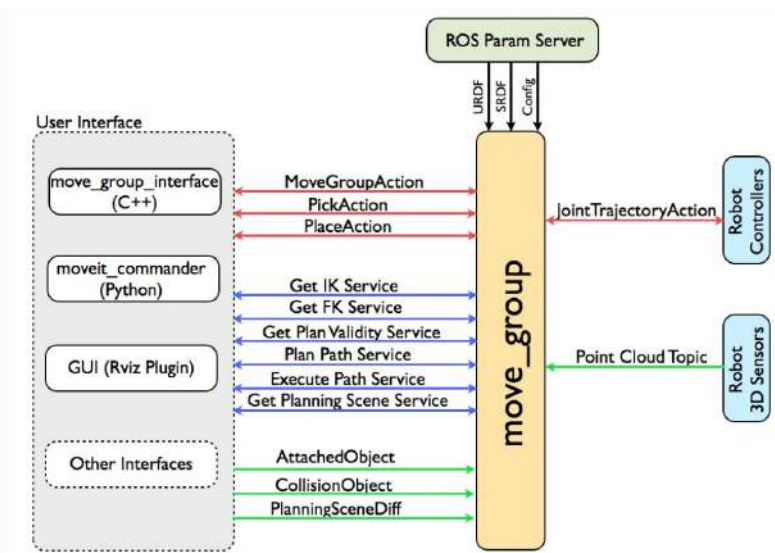 ROS Param Server
URDF
SRDF
Config
User Interface
move_group_interface
(C++)
moveit_commander
(Python)
GUI (Rviz Plugin)
Other Interfaces
MoveGroupAction
PickAction
PlaceAction
Get IK Service
Get FK Service
Get Plan Validity Service
Plan Path Service
Execute Path Service
Get Planning Scene Service
AttachedObject
CollisionObject
PlanningSceneDiff
move_group
JointTrajectoryAction
Point Cloud Topic
Robot
Controllers
Robot
3D Sensors